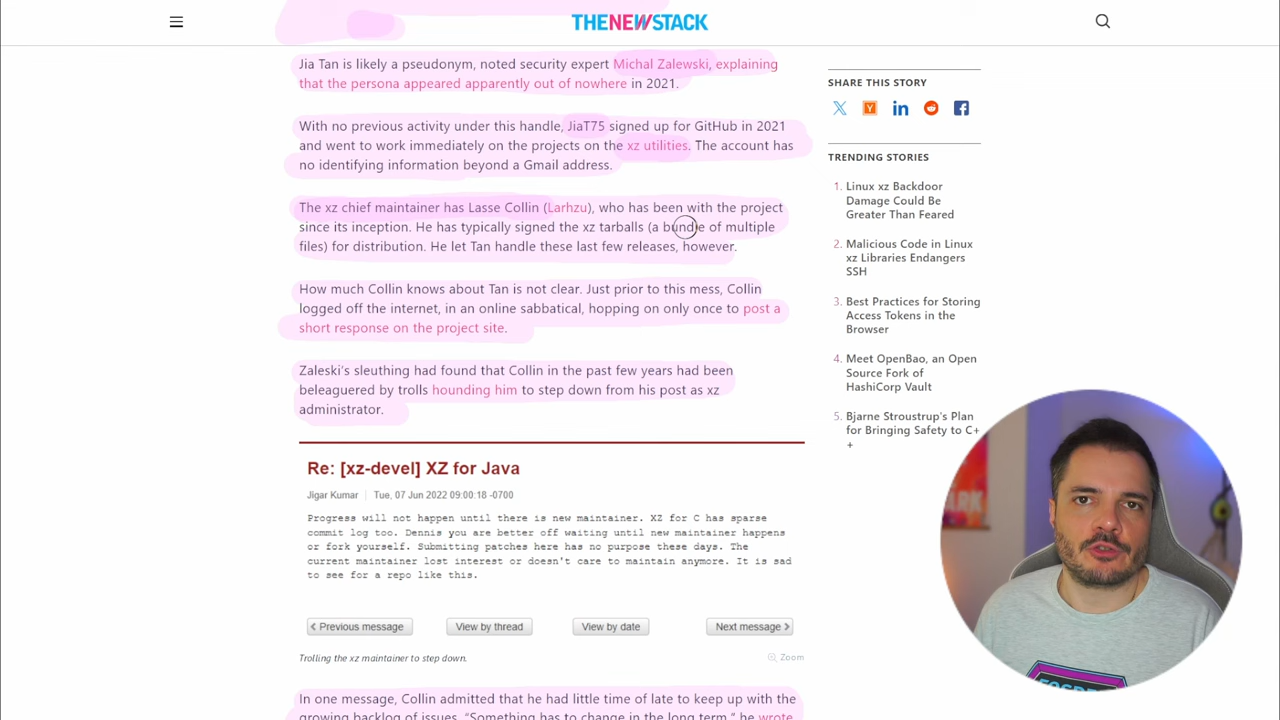 THENEWSTACK
Jia Tan is likely a pseudonym, noted security expert Michal Zalewski, explaining
that the persona appeared apparently out of nowhere in 2021.
With no previous activity under this handle, JiaT75 signed up for GitHub in 2021
and went to work immediately on the projects on the xz utilities. The account has
no identifying information beyond a Gmail address.
The xz chief maintainer has Lasse Collin (Larhzu), who has been with the project
since its inception. He has typically signed the xz tarballs (a bundle of multiple
files) for distribution. He let Tan handle these last few releases, however.
How much Collin knows about Tan is not clear. Just prior to this mess, Collin
logged off the internet, in an online sabbatical, hopping on only once to post a
short response on the project site.
Zaleski's sleuthing had found that Collin in the past few years had been
beleaguered by trolls hounding him to step down from his post as xz
administrator.
Re: [xz-devel] XZ for Java
Jigar Kumar | Tue, 07 Jun 2022 09:00:18 -0700
Progress will not happen until there is new maintainer. XZ for C has sparse
commit log too. Dennis you are better off waiting until new maintainer happens
or fork yourself. Submitting patches here has no purpose these days. The
current maintainer lost interest or doesn't care to maintain anymore. It is sad
to see for a repo like this.
Previous message
View by thread
View by date
Next message
Trolling the xz maintainer to step down.
Zoom
In one message, Collin admitted that he had little time of late to keep up with the
growing backlog of issues. "Something has to change in the long term," he wrote
SHARE THIS STORY
TRENDING STORIES
1. Linux xz Backdoor
Damage Could Be
Greater Than Feared
2. Malicious Code in Linux
xz Libraries Endangers
SSH
3. Best Practices for Storing
Access Tokens in the
Browser
4. Meet OpenBao, an Open
Source Fork of
HashiCorp Vault
5. Bjarne Stroustrup's Plan
for Bringing Safety to C+
+